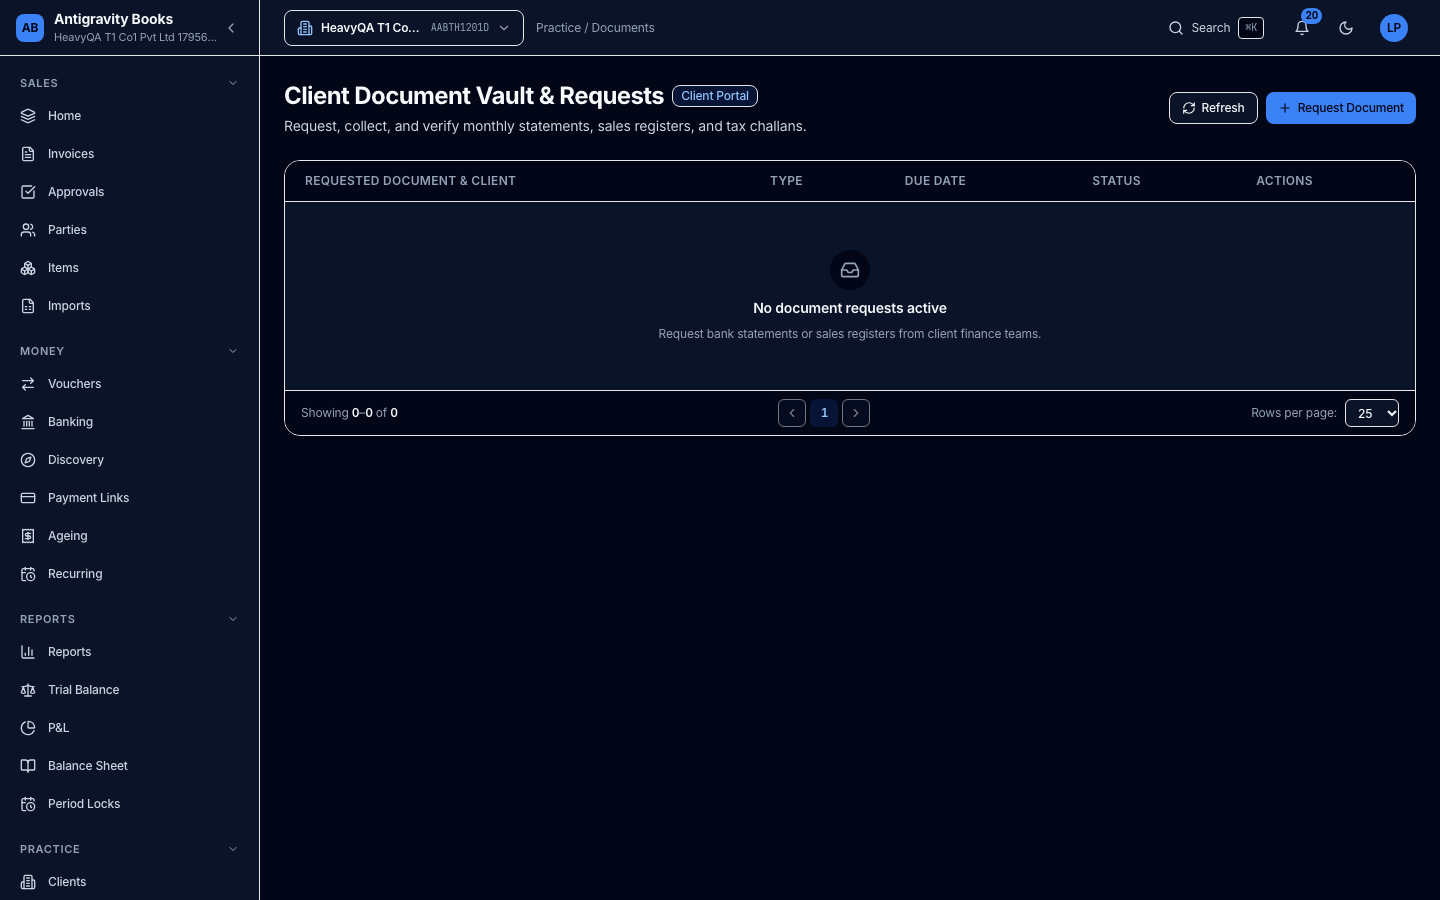 AB
Antigravity Books
HeavyQA T1 Co1 Pvt Ltd 17956...
SALES
Home
Invoices
Approvals
Parties
Items
Imports
MONEY
Vouchers
Banking
Discovery
Payment Links
Ageing
Recurring
REPORTS
Reports
Trial Balance
P&L
Balance Sheet
Period Locks
PRACTICE
Clients
HeavyQA T1 Co... AABTH1201D
Practice / Documents
Search ⌘K
20
LP
Client Document Vault & Requests
Client Portal
Request, collect, and verify monthly statements, sales registers, and tax challans.
Refresh
Request Document
REQUESTED DOCUMENT & CLIENT TYPE DUE DATE STATUS ACTIONS
No document requests active
Request bank statements or sales registers from client finance teams.
Showing 0–0 of 0
1
Rows per page: 25